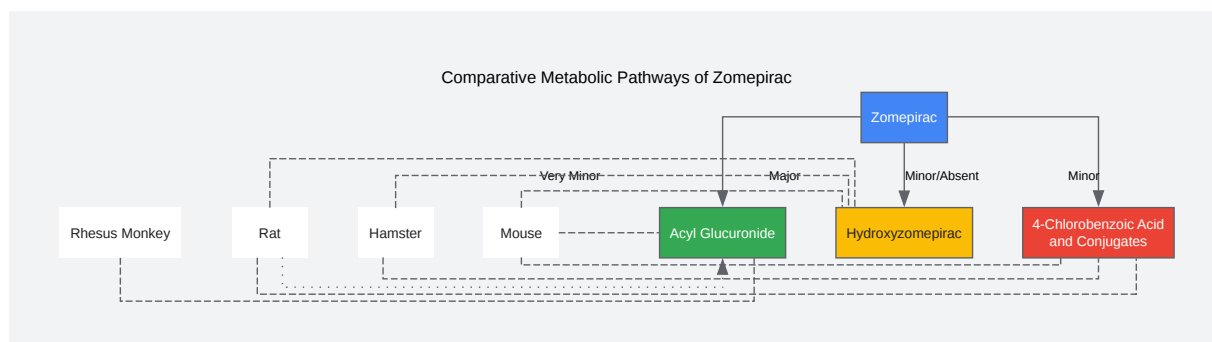 Comparative Metabolic Pathways of Zomepirac
Zomepirac
Very Minor
Major
Minor/Absent
Minor
Rhesus Monkey
Rat
Hamster
Mouse
Acyl Glucuronide
Hydroxyzomepirac
4-Chlorobenzoic Acid
and Conjugates